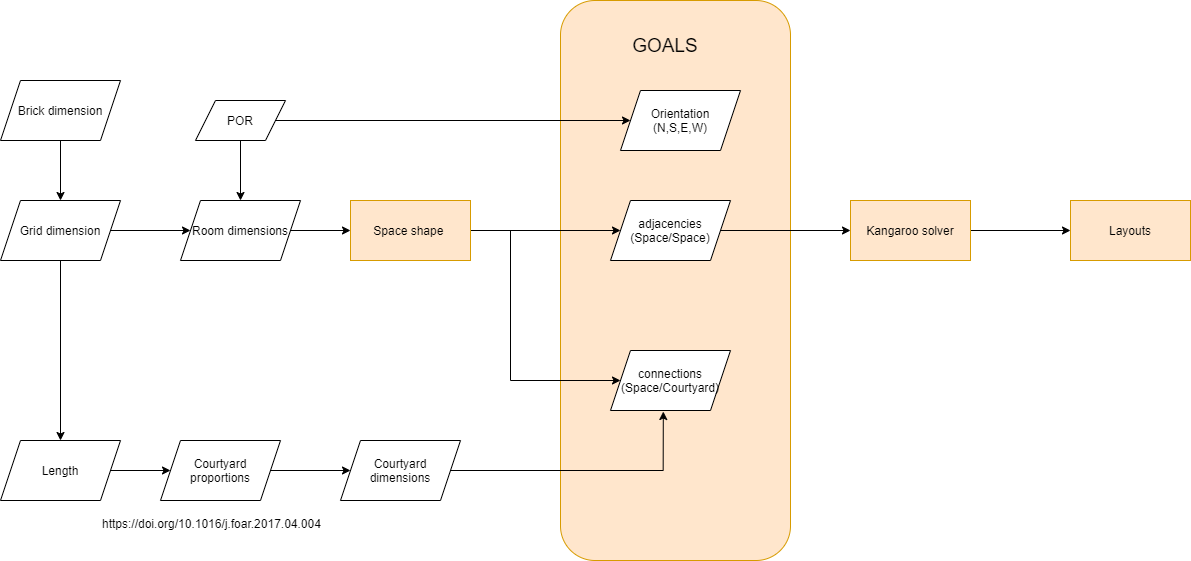 GOALS
Brick dimension
POR
Orientation
(N,S,E,W)
Grid dimension
Room dimensions
Space shape
adjacencies
(Space/Space)
Kangaroo solver
Layouts
connections
(Space/Courtyard)
Length
Courtyard
proportions
Courtyard
dimensions
https://doi.org/10.1016/j.foar.2017.04.004